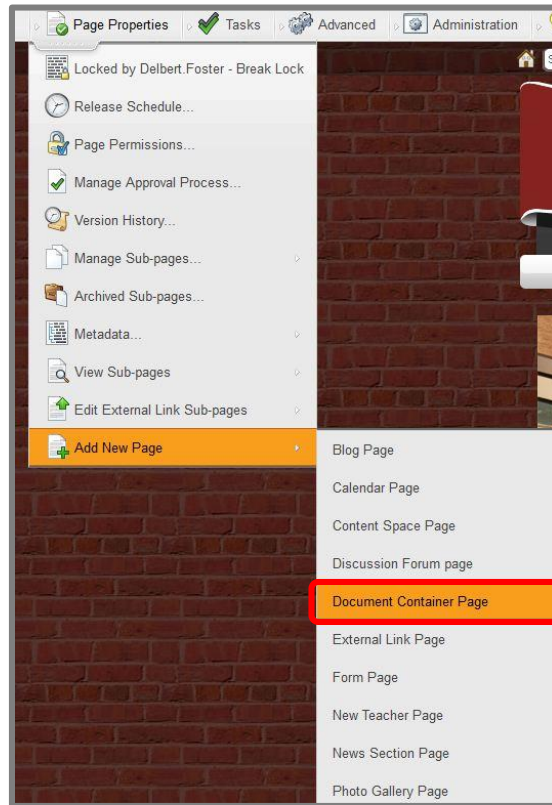 Page Properties Tasks Advanced Administration
Locked by Delbert.Foster - Break Lock
Release Schedule...
Page Permissions...
Manage Approval Process...
Version History...
Manage Sub-pages...
Archived Sub-pages...
Metadata...
View Sub-pages
Edit External Link Sub-pages
Add New Page
Blog Page
Calendar Page
Content Space Page
Discussion Forum page
Document Container Page
External Link Page
Form Page
New Teacher Page
News Section Page
Photo Gallery Page